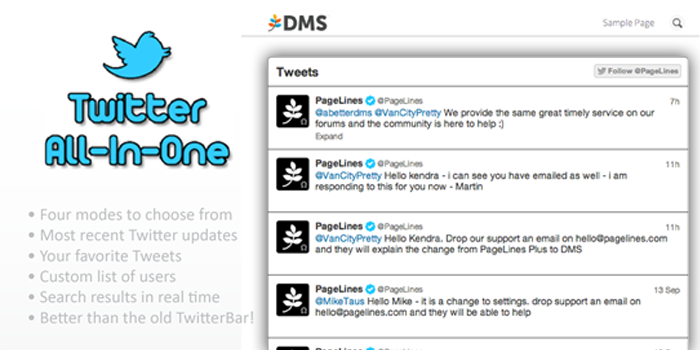 Twitter
All-In-One
• Four modes to choose from
• Most recent Twitter updates
• Your favorite Tweets
• Custom list of users
• Search results in real time
• Better than the old TwitterBar!
DMS
Sample Page
Tweets
Follow @PageLines
PageLines @PageLines 7h
@abetterdms @VanCityPretty We provide the same great timely service on our
forums and the community is here to help :)
Expand
PageLines @PageLines 11h
@VanCityPretty Hello kendra - i can see you have emailed as well - i am
responding to this for you now - Martin
PageLines @PageLines 11h
@VanCityPretty Hello Kendra. Drop our support an email on hello@pagelines.com
and they will explain the change from PageLines Plus to DMS
PageLines @PageLines 13 Sep
@MikeTaus Hello Mike - it is a change to settings. drop support an email on
hello@pagelines.com and they will be able to help